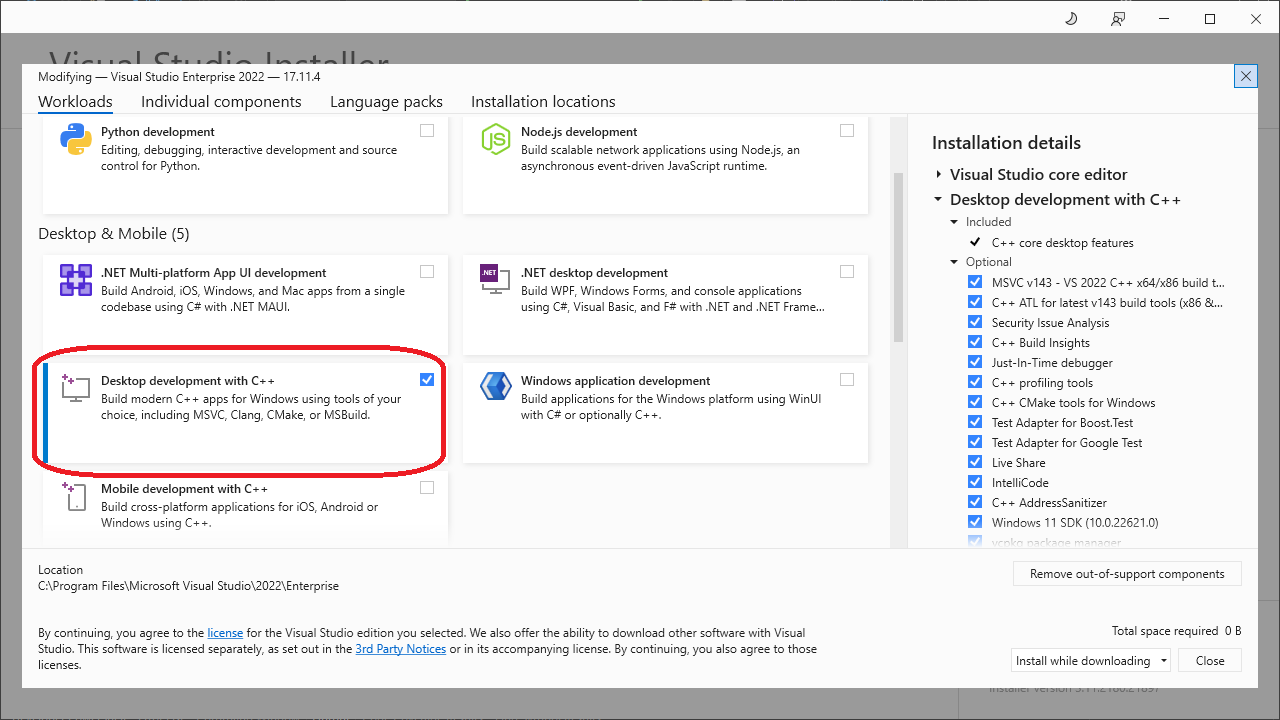 Visual Studio Installer
Modifying — Visual Studio Enterprise 2022 — 17.11.4
Workloads
Individual components
Language packs
Installation locations
Python development
Editing, debugging, interactive development and source
control for Python.
Node.js development
Build scalable network applications using Node.js, an
asynchronous event-driven JavaScript runtime.
Desktop & Mobile (5)
.NET Multi-platform App UI development
Build Android, iOS, Windows, and Mac apps from a single
codebase using C# with .NET MAUI.
.NET
.NET desktop development
Build WPF, Windows Forms, and console applications
using C#, Visual Basic, and F# with .NET and .NET Frame...
Desktop development with C++
Build modern C++ apps for Windows using tools of your
choice, including MSVC, Clang, CMake, or MSBuild.
Windows application development
Build applications for the Windows platform using WinUI
with C# or optionally C++.
Mobile development with C++
Build cross-platform applications for iOS, Android or
Windows using C++.
Installation details
Visual Studio core editor
Desktop development with C++
Included
C++ core desktop features
Optional
MSVC v143 - VS 2022 C++ x64/x86 build t...
C++ ATL for latest v143 build tools (x86 &...
Security Issue Analysis
C++ Build Insights
Just-In-Time debugger
C++ profiling tools
C++ CMake tools for Windows
Test Adapter for Boost.Test
Test Adapter for Google Test
Live Share
IntelliCode
C++ AddressSanitizer
Windows 11 SDK (10.0.22621.0)
vcpkg package manager
Location
C:\Program Files\Microsoft Visual Studio\2022\Enterprise
Remove out-of-support components
By continuing, you agree to the license for the Visual Studio edition you selected. We also offer the ability to download other software with Visual
Studio. This software is licensed separately, as set out in the 3rd Party Notices or in its accompanying license. By continuing, you also agree to those
licenses.
Total space required 0 B
Install while downloading
Close